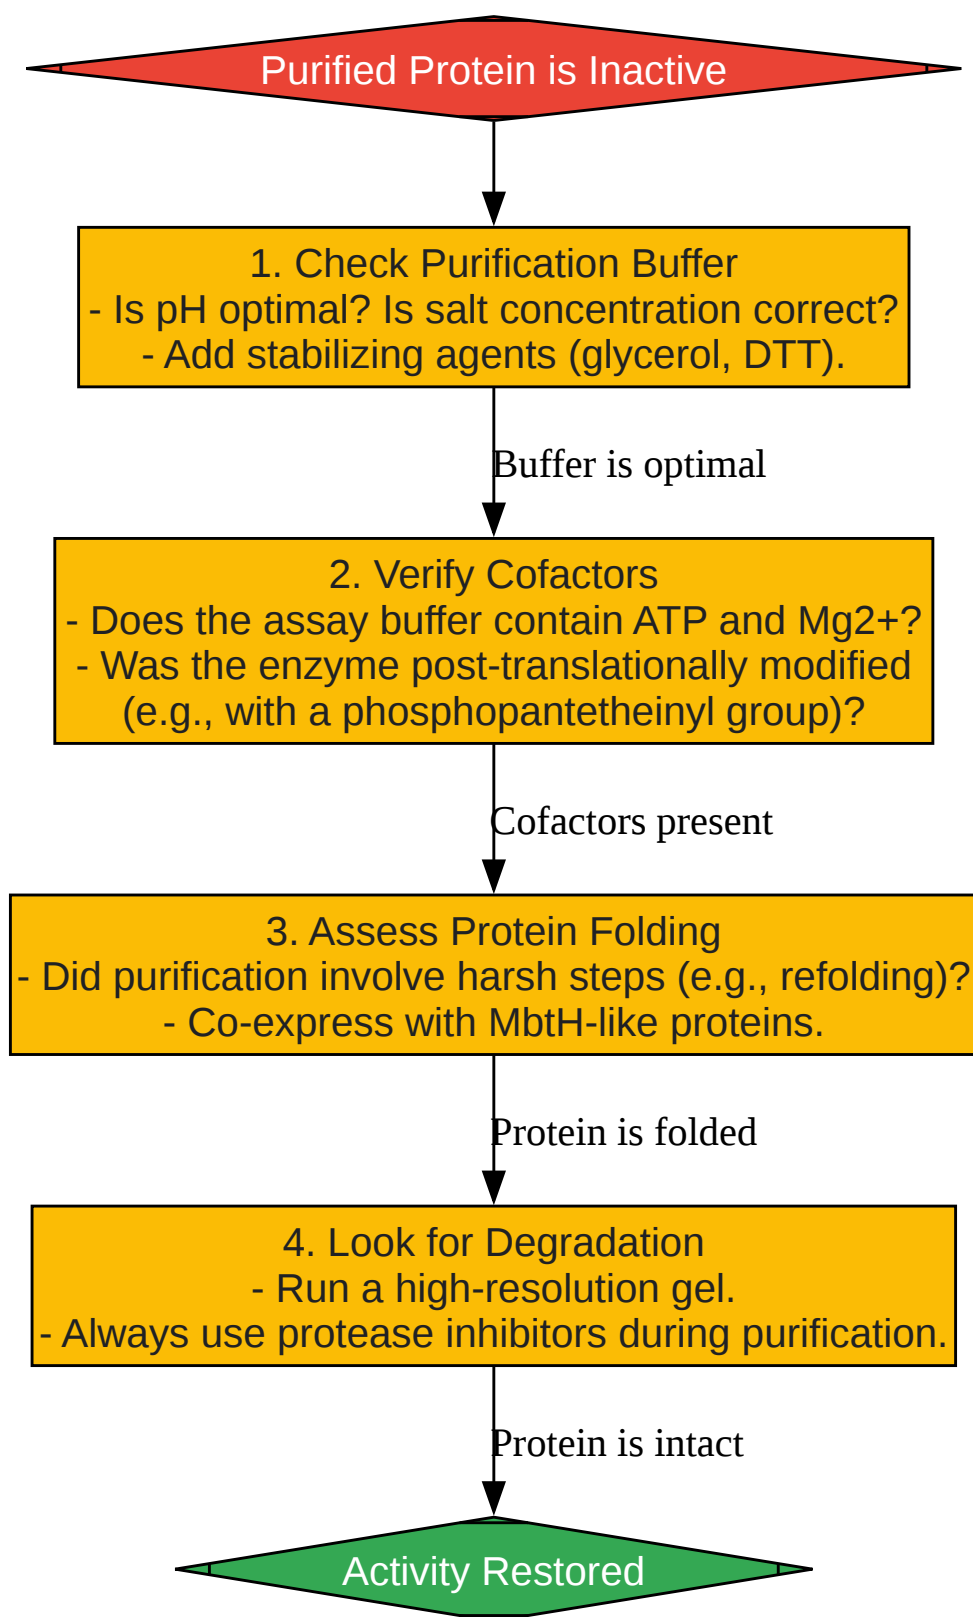 Purified Protein is Inactive
1. Check Purification Buffer
- Is pH optimal? Is salt concentration correct?
- Add stabilizing agents (glycerol, DTT).
Buffer is optimal
2. Verify Cofactors
- Does the assay buffer contain ATP and Mg2+?
- Was the enzyme post-translationally modified
(e.g., with a phosphopantetheinyl group)?
Cofactors present
3. Assess Protein Folding
- Did purification involve harsh steps (e.g., refolding)?
- Co-express with MbtH-like proteins.
Protein is folded
4. Look for Degradation
- Run a high-resolution gel.
- Always use protease inhibitors during purification.
Protein is intact
Activity Restored